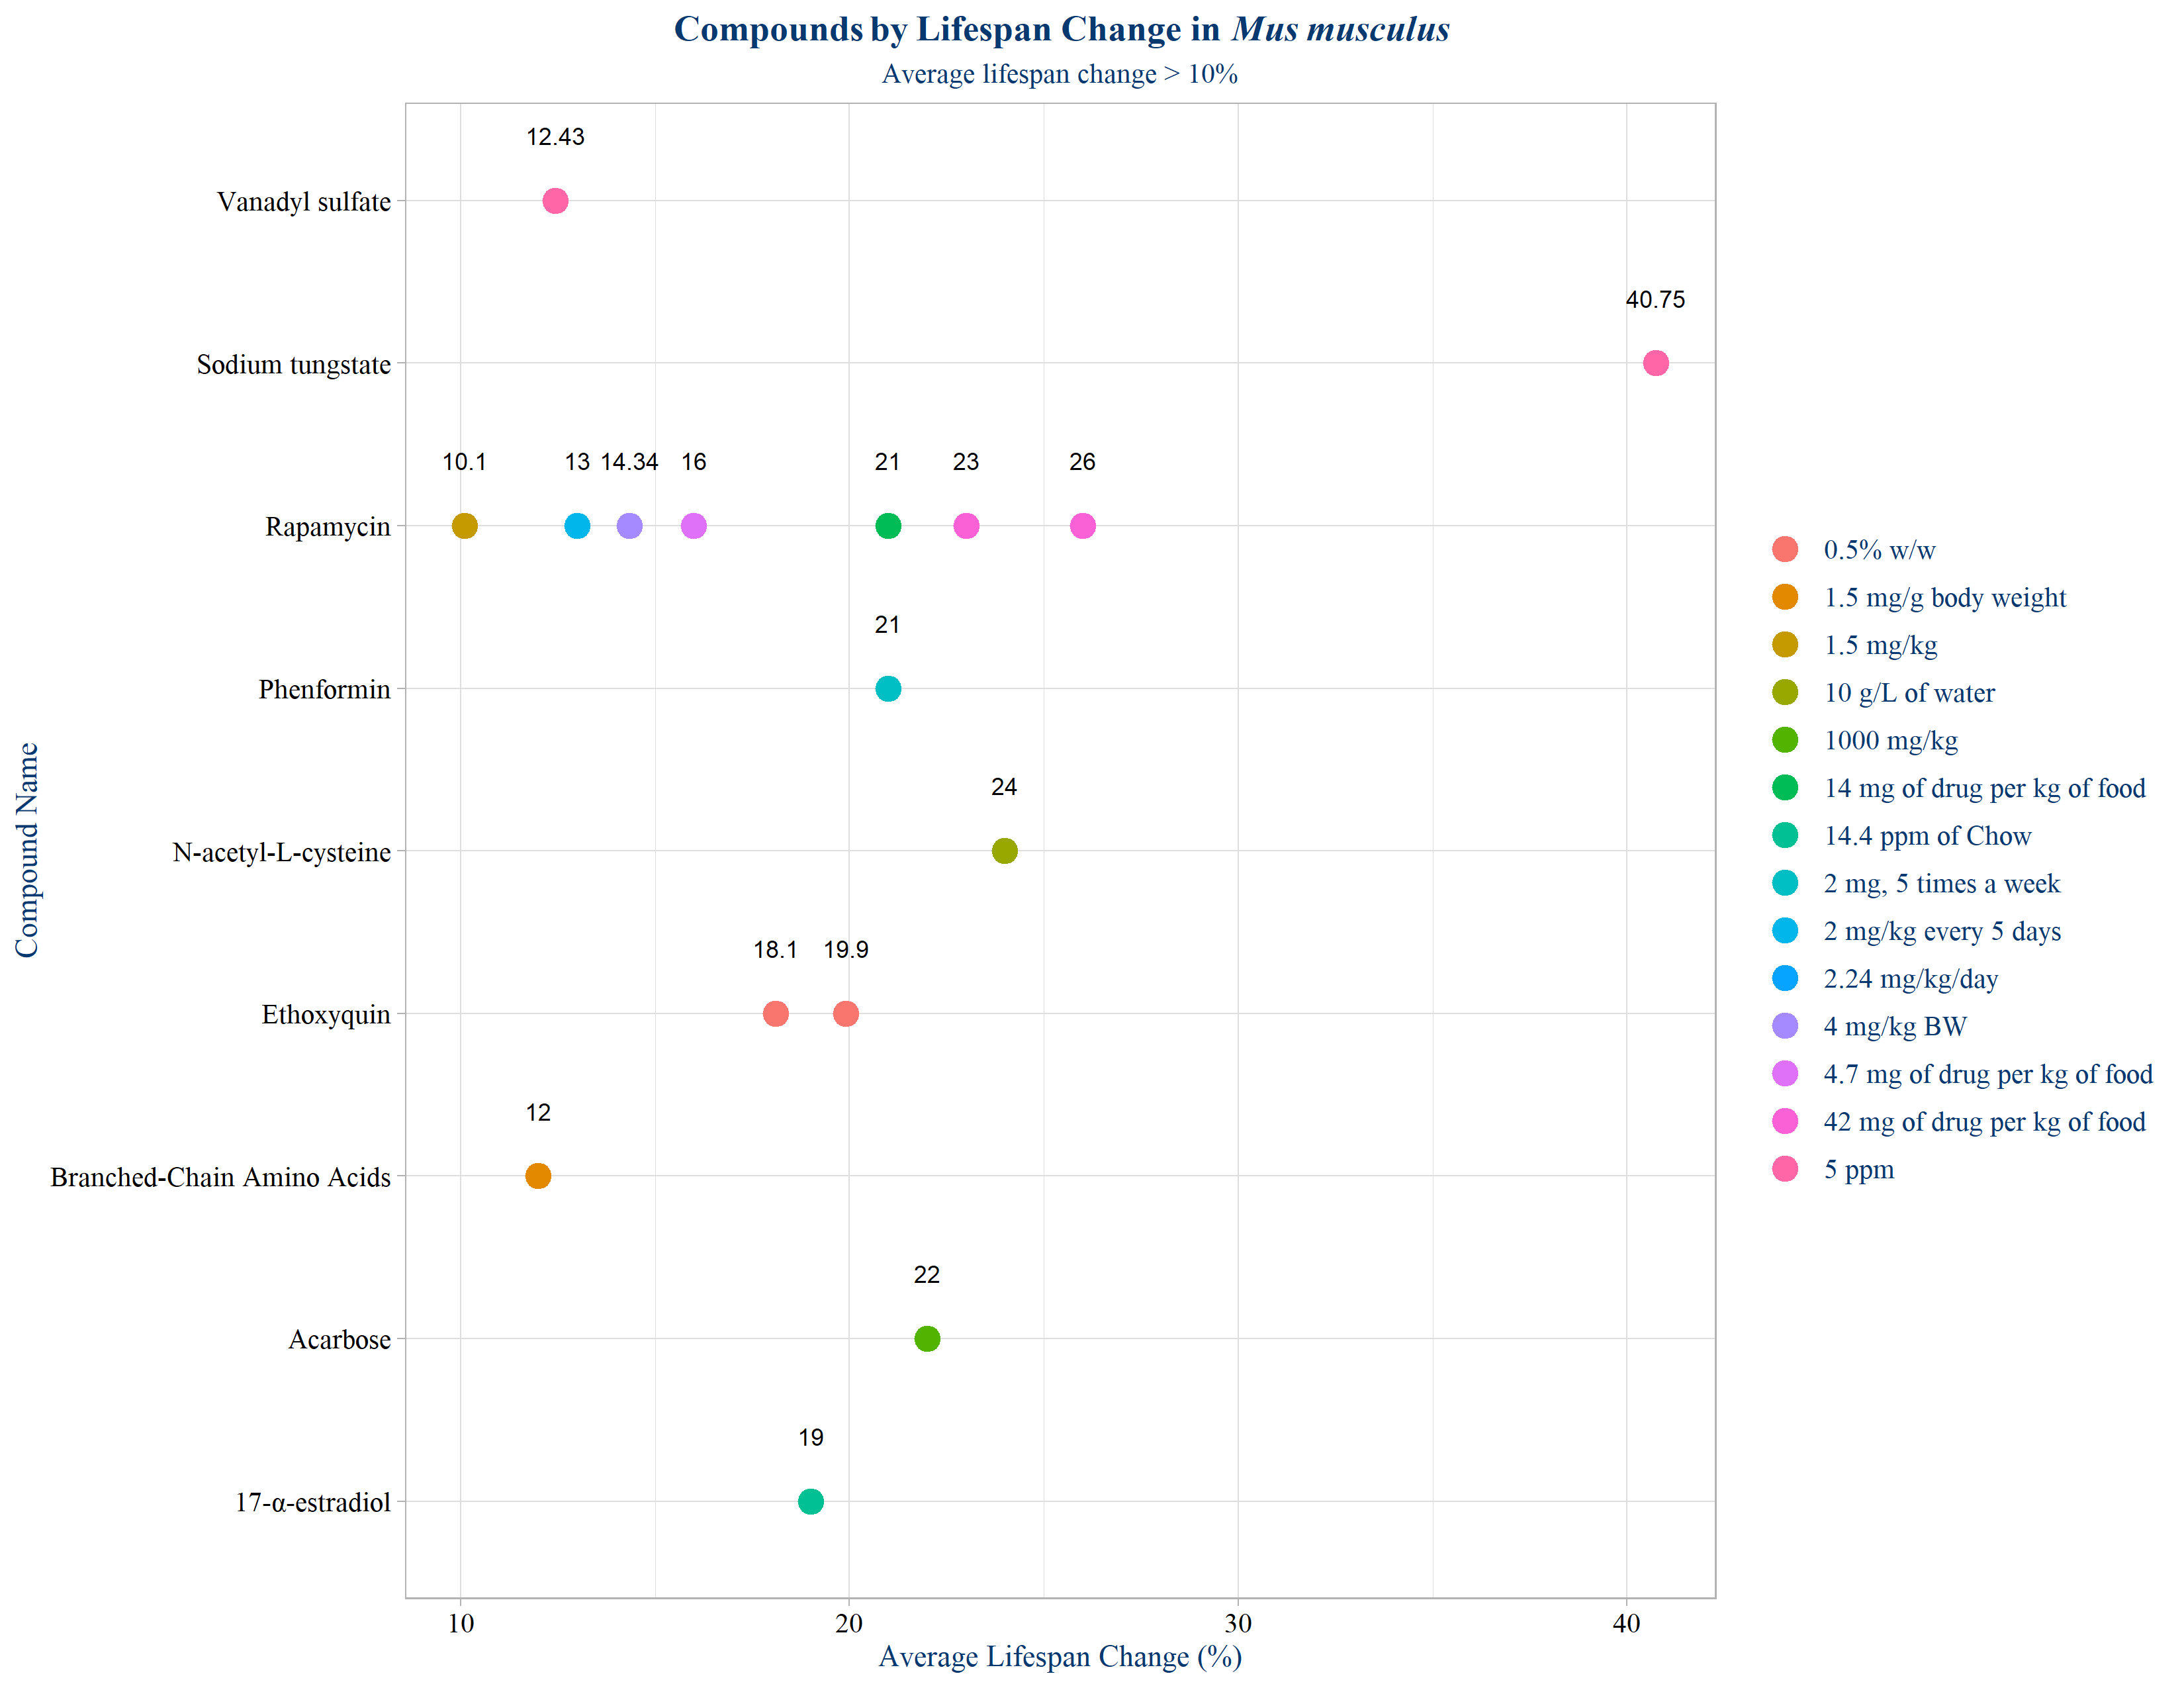 Compounds by Lifespan Change in Mus musculus
Average lifespan change > 10%
12.43
Vanadyl sulfate
40.75
Sodium tungstate
10.1 13 14.34 16 21 23 26
Rapamycin
21
Phenformin
24
N-acetyl-L-cysteine
18.1 19.9
Ethoxyquin
12
Branched-Chain Amino Acids
22
Acarbose
19
17-α-estradiol
10 20 30 40
Average Lifespan Change (%)
Compound Name
0.5% w/w
1.5 mg/g body weight
1.5 mg/kg
10 g/L of water
1000 mg/kg
14 mg of drug per kg of food
14.4 ppm of Chow
2 mg, 5 times a week
2 mg/kg every 5 days
2.24 mg/kg/day
4 mg/kg BW
4.7 mg of drug per kg of food
42 mg of drug per kg of food
5 ppm